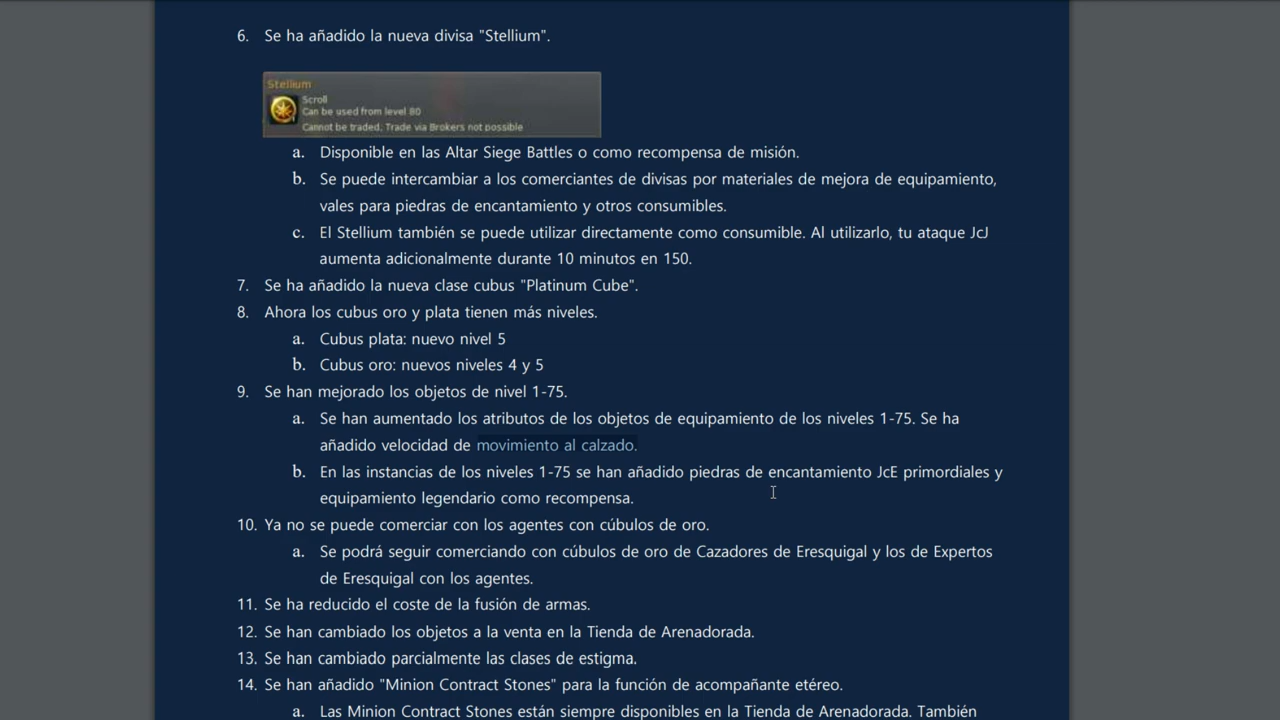 6. Se ha añadido la nueva divisa "Stellium".
Stellium
Scroll
Can be used from level 80
Cannot be traded, Trade via Brokers not possible
a. Disponible en las Altar Siege Battles o como recompensa de misión.
b. Se puede intercambiar a los comerciantes de divisas por materiales de mejora de equipamiento,
vales para piedras de encantamiento y otros consumibles.
c. El Stellium también se puede utilizar directamente como consumible. Al utilizarlo, tu ataque JcJ
aumenta adicionalmente durante 10 minutos en 150.
7. Se ha añadido la nueva clase cubus "Platinum Cube".
8. Ahora los cubus oro y plata tienen más niveles.
a. Cubus plata: nuevo nivel 5
b. Cubus oro: nuevos niveles 4 y 5
9. Se han mejorado los objetos de nivel 1-75.
a. Se han aumentado los atributos de los objetos de equipamiento de los niveles 1-75. Se ha
añadido velocidad de movimiento al calzado.
b. En las instancias de los niveles 1-75 se han añadido piedras de encantamiento JcE primordiales y
equipamiento legendario como recompensa.
10. Ya no se puede comerciar con los agentes con cúbulos de oro.
a. Se podrá seguir comerciando con cúbulos de oro de Cazadores de Eresquigal y los de Expertos
de Eresquigal con los agentes.
11. Se ha reducido el coste de la fusión de armas.
12. Se han cambiado los objetos a la venta en la Tienda de Arenadorada.
13. Se han cambiado parcialmente las clases de estigma.
14. Se han añadido "Minion Contract Stones" para la función de acompañante etéreo.
a. Las Minion Contract Stones están siempre disponibles en la Tienda de Arenadorada. También